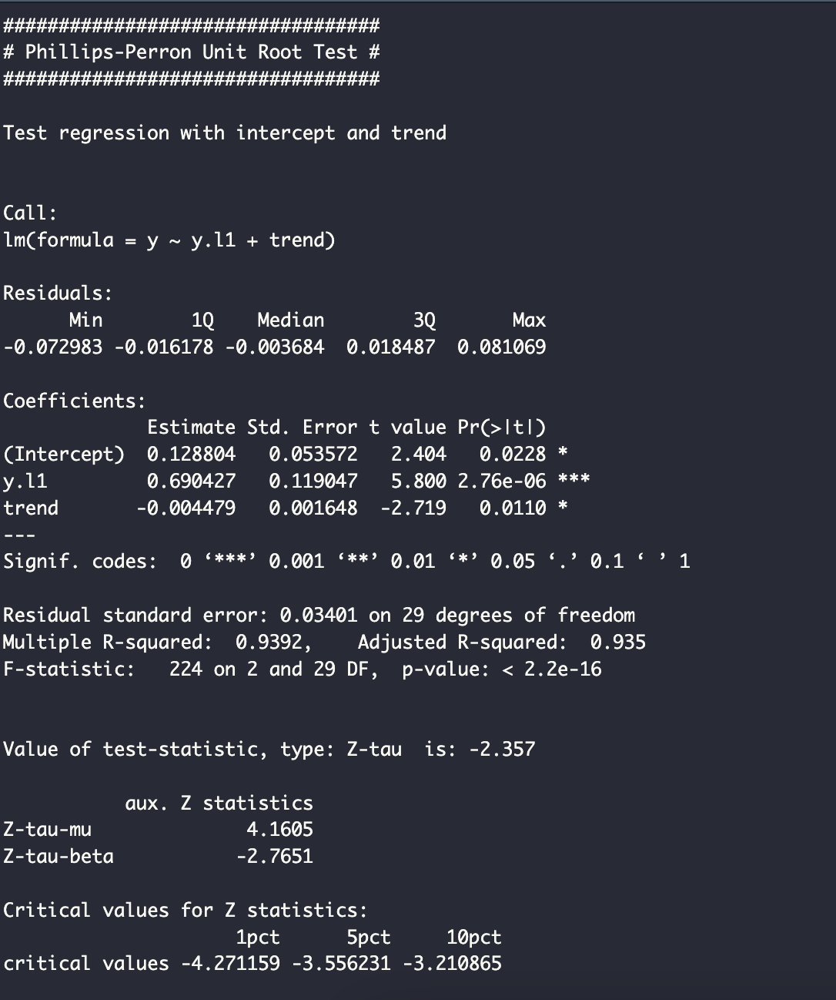 ##################################
# Phillips-Perron Unit Root Test #
##################################
Test regression with intercept and trend
Call:
lm(formula = y ~ y.l1 + trend)
Residuals:
      Min        1Q    Median        3Q       Max
-0.072983 -0.016178 -0.003684  0.018487  0.081069
Coefficients:
             Estimate Std. Error t value Pr(>|t|)
(Intercept)  0.128804   0.053572   2.404   0.0228 *
y.l1         0.690427   0.119047   5.800 2.76e-06 ***
trend       -0.004479   0.001648  -2.719   0.0110 *
---
Signif. codes:  0 ‘***’ 0.001 ‘**’ 0.01 ‘*’ 0.05 ‘.’ 0.1 ‘ ’ 1
Residual standard error: 0.03401 on 29 degrees of freedom
Multiple R-squared:  0.9392,    Adjusted R-squared:  0.935
F-statistic:   224 on 2 and 29 DF,  p-value: < 2.2e-16
Value of test-statistic, type: Z-tau  is: -2.357
           aux. Z statistics
Z-tau-mu              4.1605
Z-tau-beta           -2.7651
Critical values for Z statistics:
                     1pct      5pct     10pct
critical values -4.271159 -3.556231 -3.210865